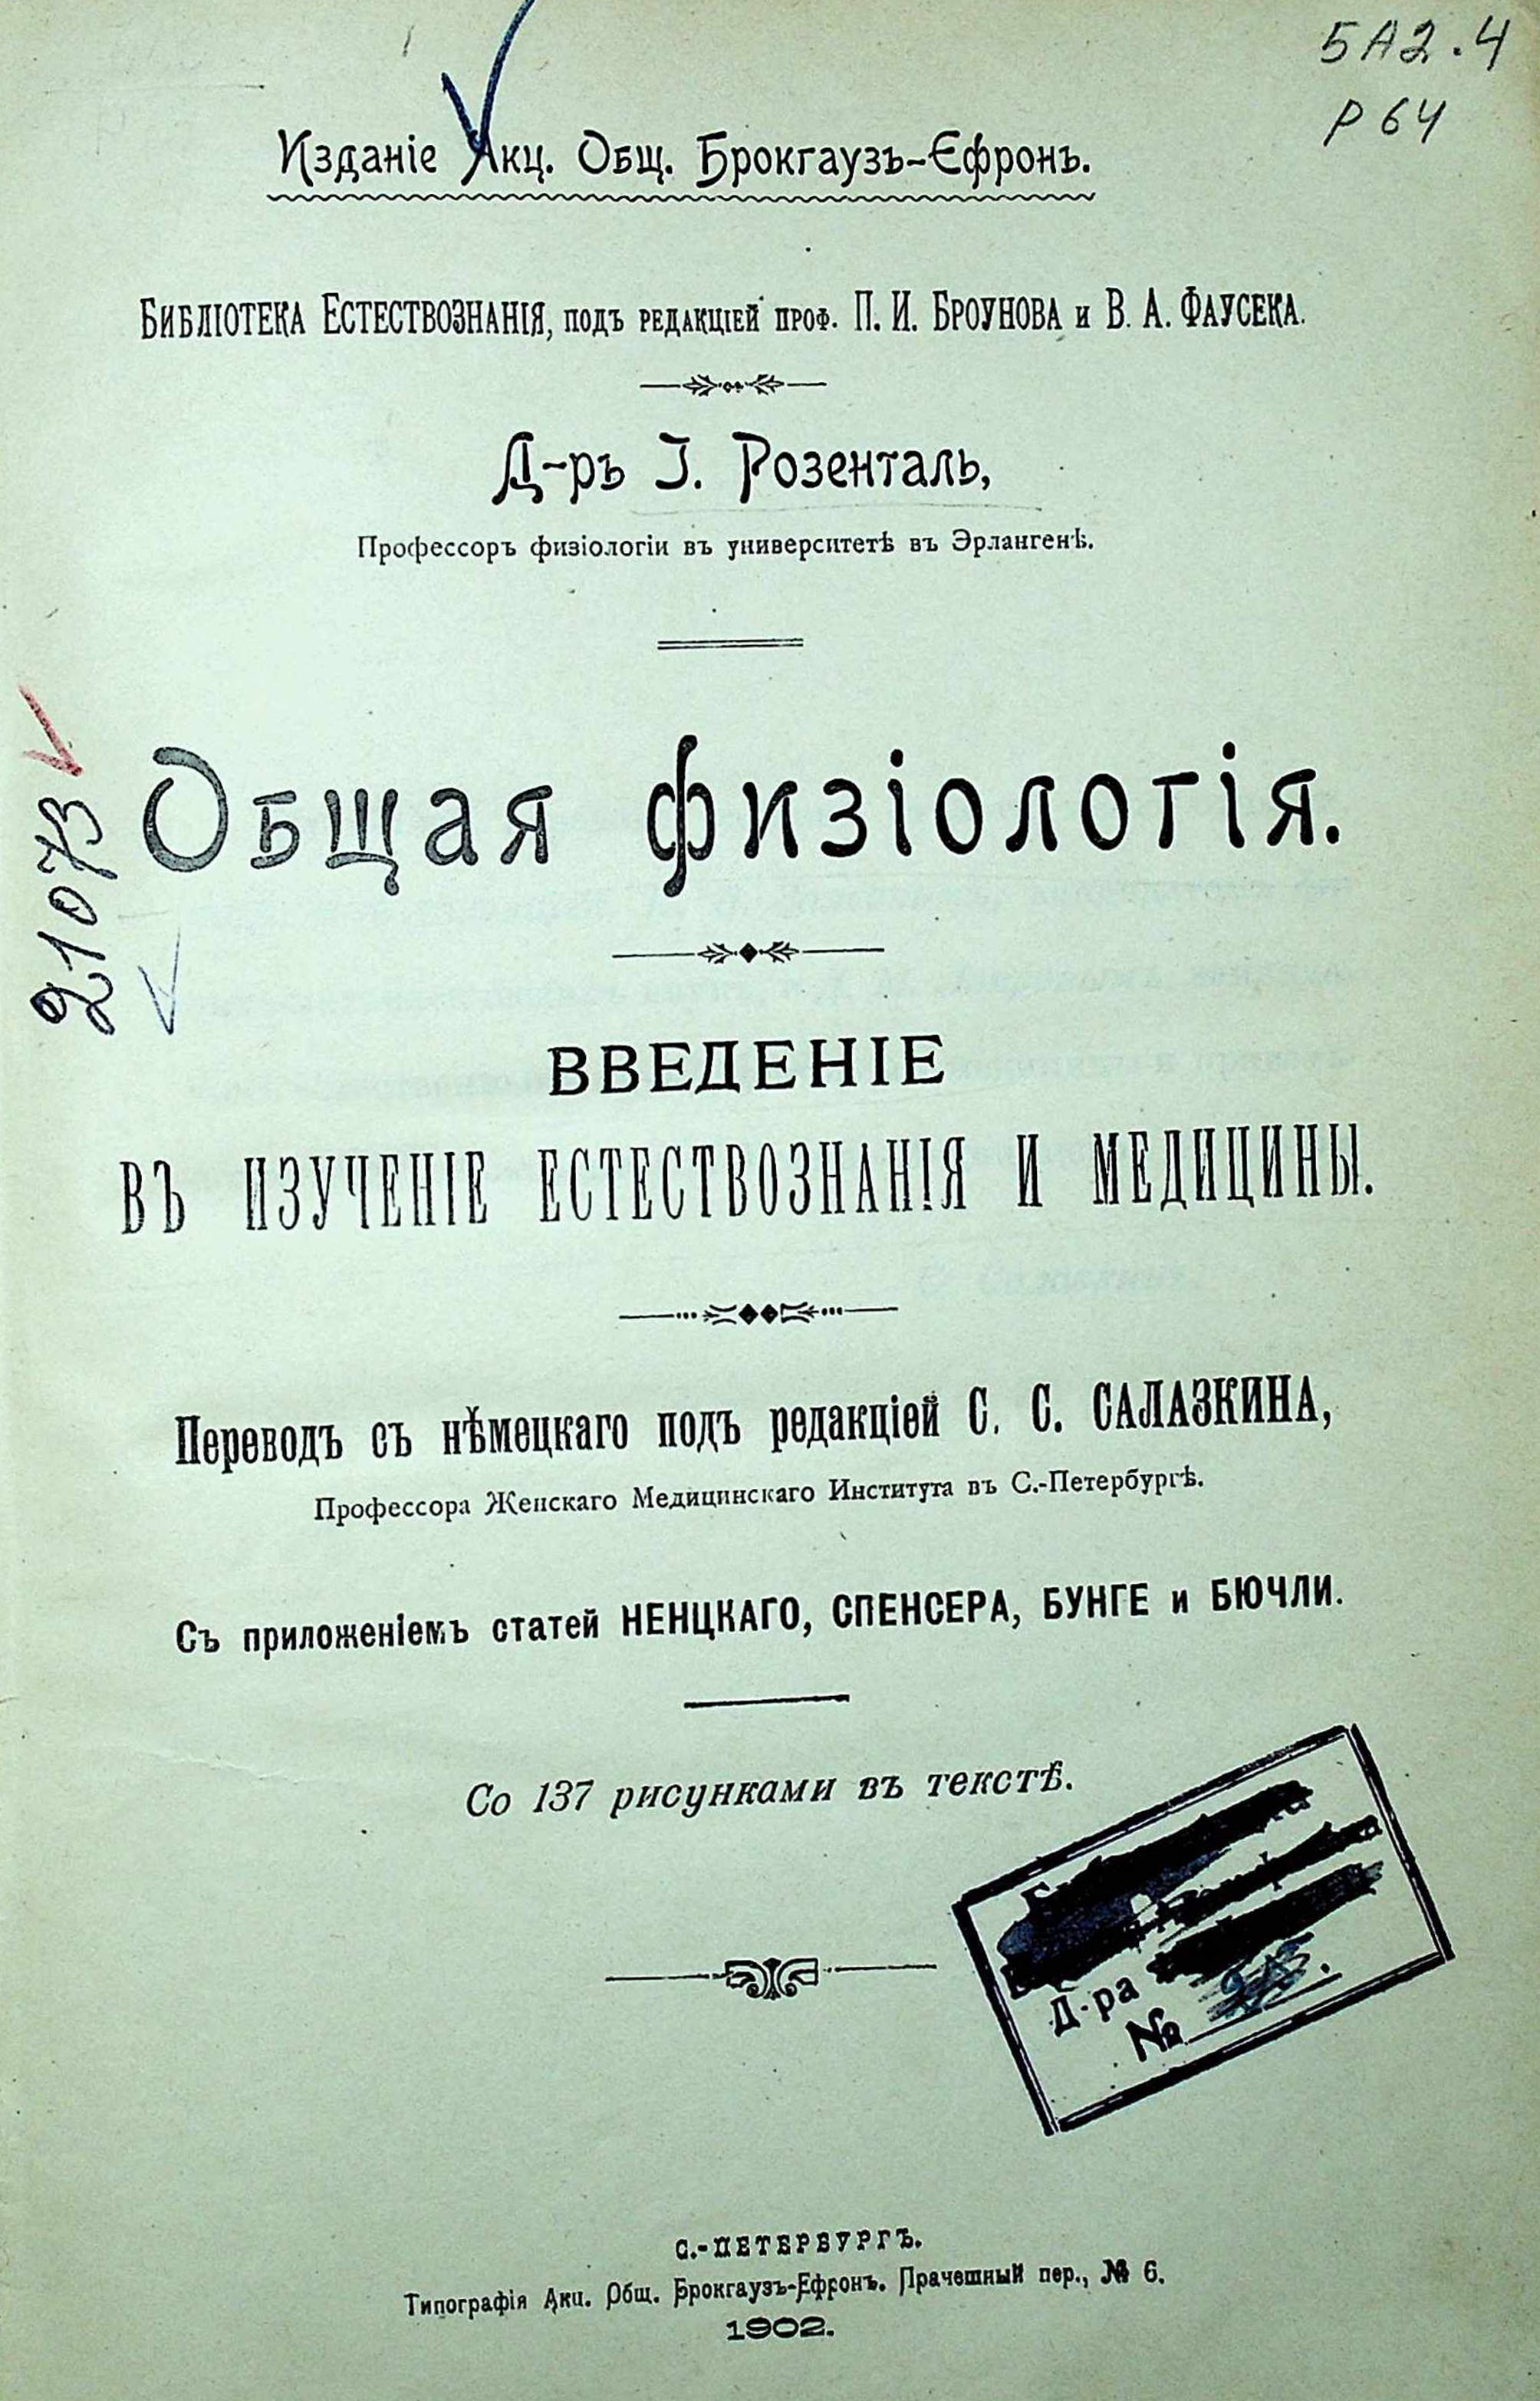 5А2.4
Р64
Изданіе Акц. Общ. Брокгаузъ-Ефронъ.
Библіотека Естествознанія, подъ редакціей проф. П. И. Броунова и В. А. Фаусека.
Д-ръ І. Розенталь,
Профессоръ физіологіи въ университетѣ въ Эрлангенѣ.
21073
Общая физіологія.
ВВЕДЕНІЕ
ВЪ ИЗУЧЕНІЕ ЕСТЕСТВОЗНАНІЯ И МЕДИЦИНЫ.
Переводъ съ нѣмецкаго подъ редакціей С. С. САЛАЗКИНА,
Профессора Женскаго Медицинскаго Института въ С.-Петербургѣ.
Съ приложеніемъ статей НЕНЦКАГО, СПЕНСЕРА, БУНГЕ и БЮЧЛИ.
Со 137 рисунками въ текстѣ.
Д-ра
№
С.-ПЕТЕРБУРГЪ.
Типографія Акц. Общ. Брокгаузъ-Ефронъ. Прачешный пер., № 6.
1902.